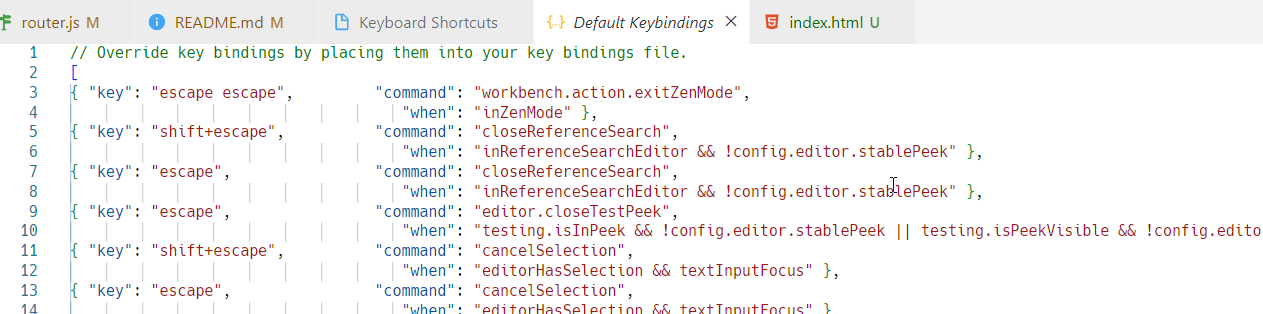 router.js M README.md M Keyboard Shortcuts {..} Default Keybindings index.html U
1 // Override key bindings by placing them into your key bindings file.
2 [
3 { "key": "escape escape", "command": "workbench.action.exitZenMode",
4 "when": "inZenMode" },
5 { "key": "shift+escape", "command": "closeReferenceSearch",
6 "when": "inReferenceSearchEditor && !config.editor.stablePeek" },
7 { "key": "escape", "command": "closeReferenceSearch",
8 "when": "inReferenceSearchEditor && !config.editor.stablePeek" },
9 { "key": "escape", "command": "editor.closeTestPeek",
10 "when": "testing.isInPeek && !config.editor.stablePeek || testing.isPeekVisible && !config.edito
11 { "key": "shift+escape", "command": "cancelSelection",
12 "when": "editorHasSelection && textInputFocus" },
13 { "key": "escape", "command": "cancelSelection",
14 "when": "editorHasSelection && textInputFocus" }